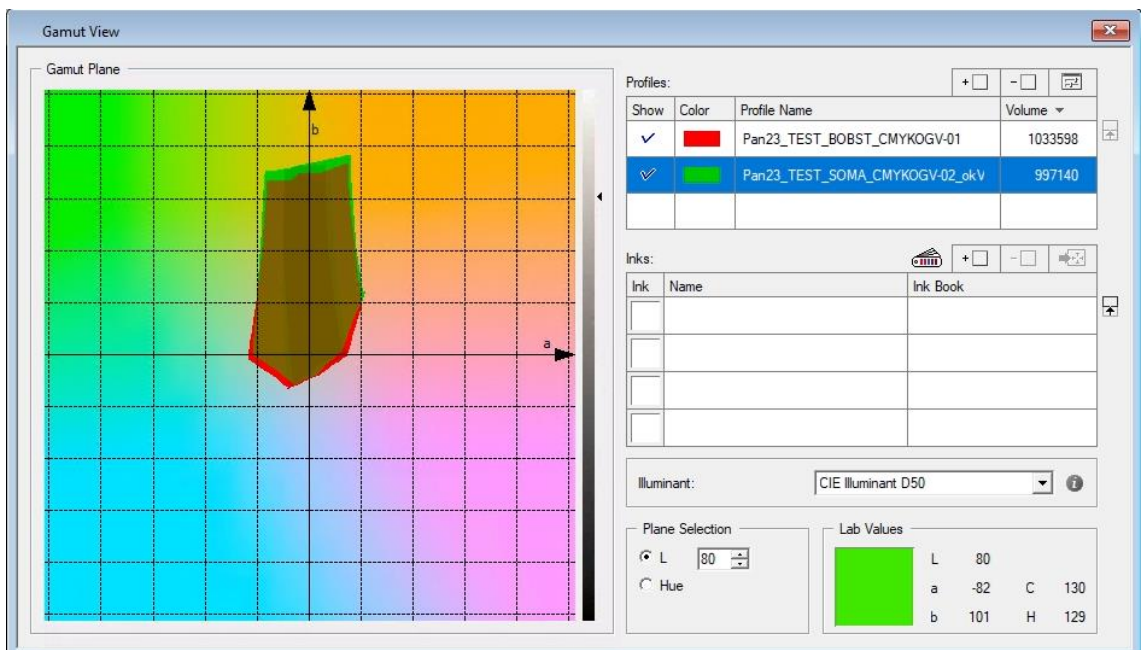 Gamut View
Gamut Plane
b
a
Profiles:
Show Color Profile Name Volume
Pan23_TEST_BOBST_CMYKOGV-01 1033598
Pan23_TEST_SOMA_CMYKOGV-02_okV 997140
Inks:
Ink Name Ink Book
Illuminant: CIE Illuminant D50
Plane Selection
L 80
Hue
Lab Values
L 80
a -82 C 130
b 101 H 129